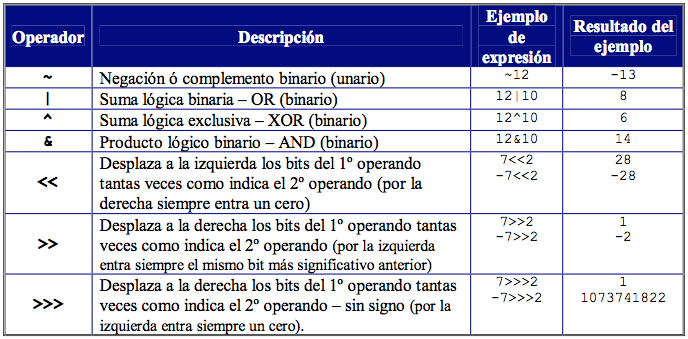 Operador Descripción Ejemplo de expresión Resultado del ejemplo
~ Negación ó complemento binario (unario) ~12 -13
| Suma lógica binaria – OR (binario) 12|10 8
^ Suma lógica exclusiva – XOR (binario) 12^10 6
& Producto lógico binario – AND (binario) 12&10 14
<< Desplaza a la izquierda los bits del 1º operando 7<<2 28
tantas veces como indica el 2º operando (por la -7<<2 -28
derecha siempre entra un cero)
>> Desplaza a la derecha los bits del 1º operando tantas 7>>2 1
veces como indica el 2º operando (por la izquierda -7>>2 -2
entra siempre el mismo bit más significativo anterior)
>>> Desplaza a la derecha los bits del 1º operando tantas 7>>>2 1
veces como indica el 2º operando – sin signo (por la -7>>>2 1073741822
izquierda entra siempre un cero).